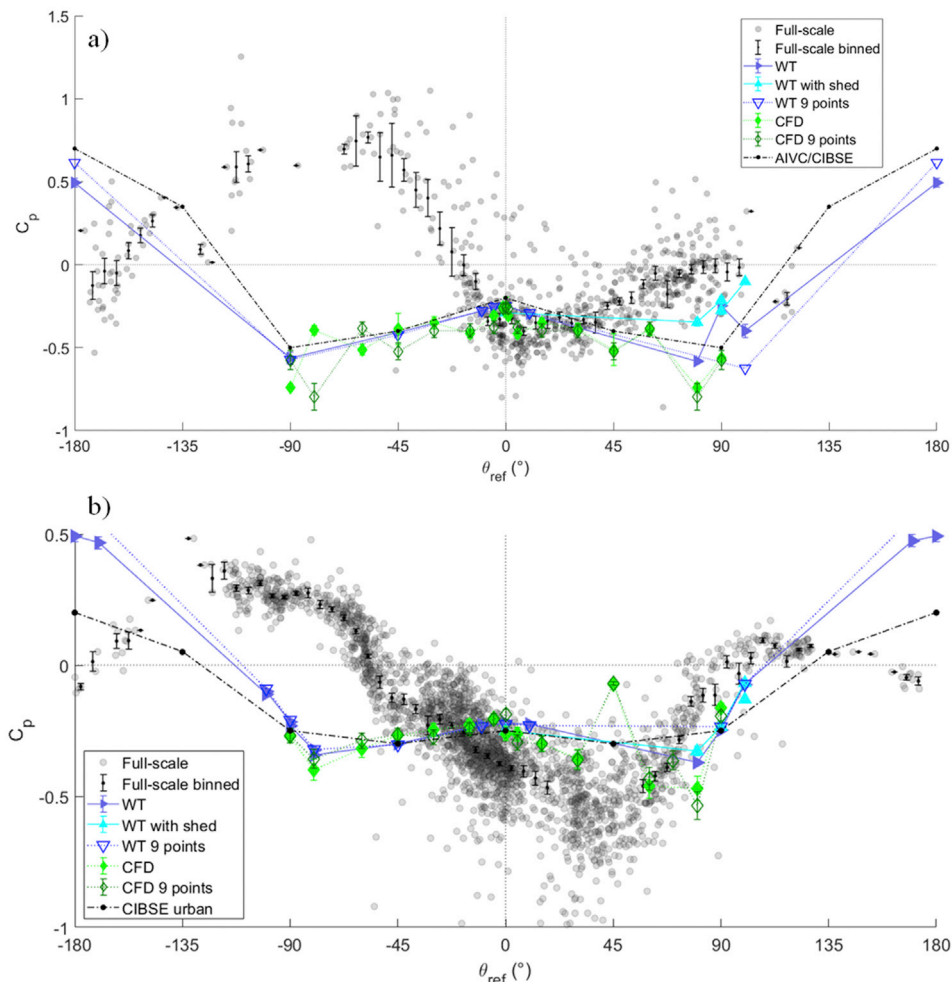 a)
1.5
1
0.5
0
-0.5
-1
C_p
-180 -135 -90 -45 0 45 90 135 180
θ_ref (°)
Full-scale
Full-scale binned
WT
WT with shed
WT 9 points
CFD
CFD 9 points
AIVC/CIBSE
b)
0.5
0
-0.5
-1
C_p
Full-scale
Full-scale binned
WT
WT with shed
WT 9 points
CFD
CFD 9 points
CIBSE urban
-180 -135 -90 -45 0 45 90 135 180
θ_ref (°)